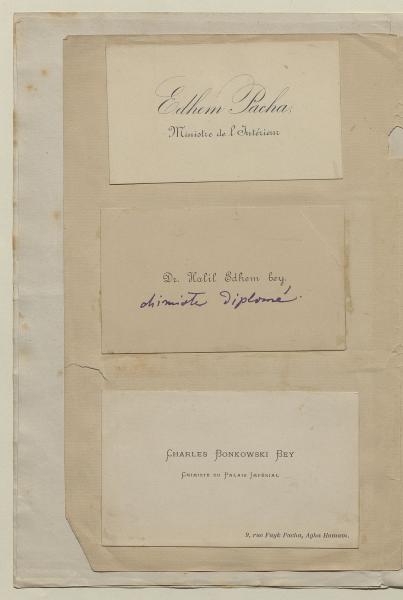 Edhem Pacha.
Ministre de l'Intérieur
Dr. Halil Edhem bey.
chimiste diplomé.
CHARLES BONKOWSKI BEY
CHIMISTE DU PALAIS IMPÉRIAL
9, rue Fayk Pacha, Agha Hamam.